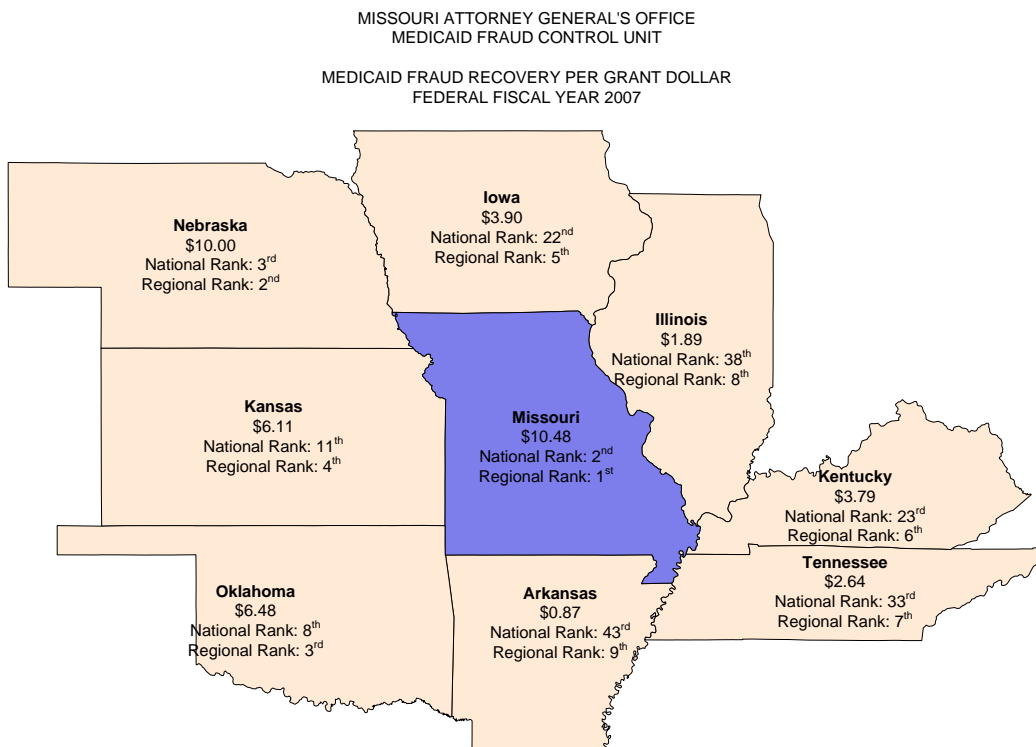 MISSOURI ATTORNEY GENERAL'S OFFICE
MEDICAID FRAUD CONTROL UNIT
MEDICAID FRAUD RECOVERY PER GRANT DOLLAR
FEDERAL FISCAL YEAR 2007
Iowa
$3.90
National Rank: 22nd
Regional Rank: 5th
Nebraska
$10.00
National Rank: 3rd
Regional Rank: 2nd
Illinois
$1.89
National Rank: 38th
Regional Rank: 8th
Kansas
$6.11
National Rank: 11th
Regional Rank: 4th
Missouri
$10.48
National Rank: 2nd
Regional Rank: 1st
Kentucky
$3.79
National Rank: 23rd
Regional Rank: 6th
Tennessee
$2.64
National Rank: 33rd
Regional Rank: 7th
Oklahoma
$6.48
National Rank: 8th
Regional Rank: 3rd
Arkansas
$0.87
National Rank: 43rd
Regional Rank: 9th